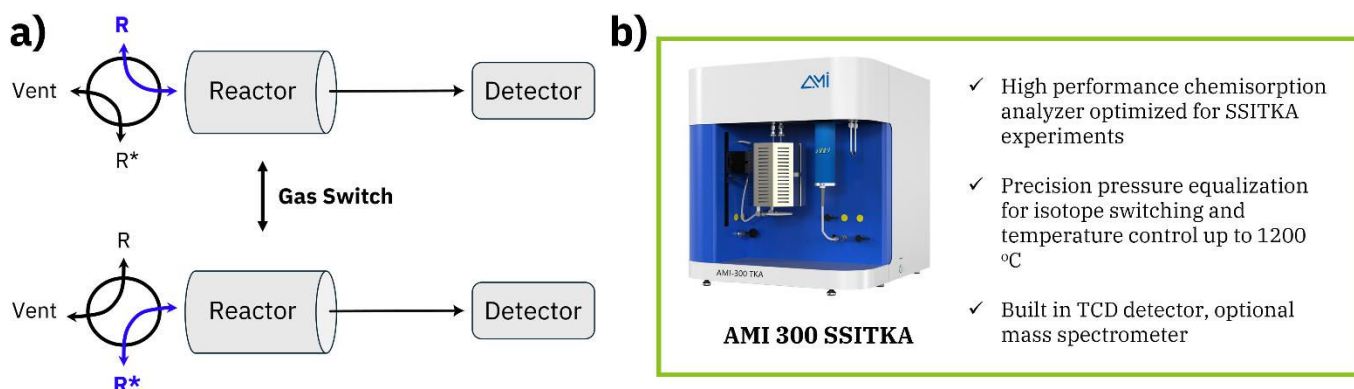 a)
R
Vent
R*
Reactor
Detector
Gas Switch
R
Vent
R*
Reactor
Detector
b)
AMI
AMI-300 TKA
AMI 300 SSITKA
✓ High performance chemisorption
analyzer optimized for SSITKA
experiments
✓ Precision pressure equalization
for isotope switching and
temperature control up to 1200
ºC
✓ Built in TCD detector, optional
mass spectrometer